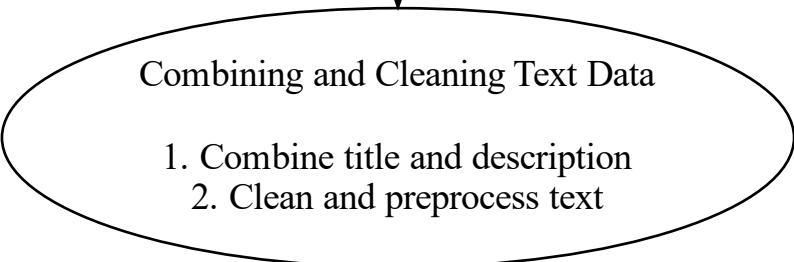 Combining and Cleaning Text Data
1. Combine title and description
2. Clean and preprocess text